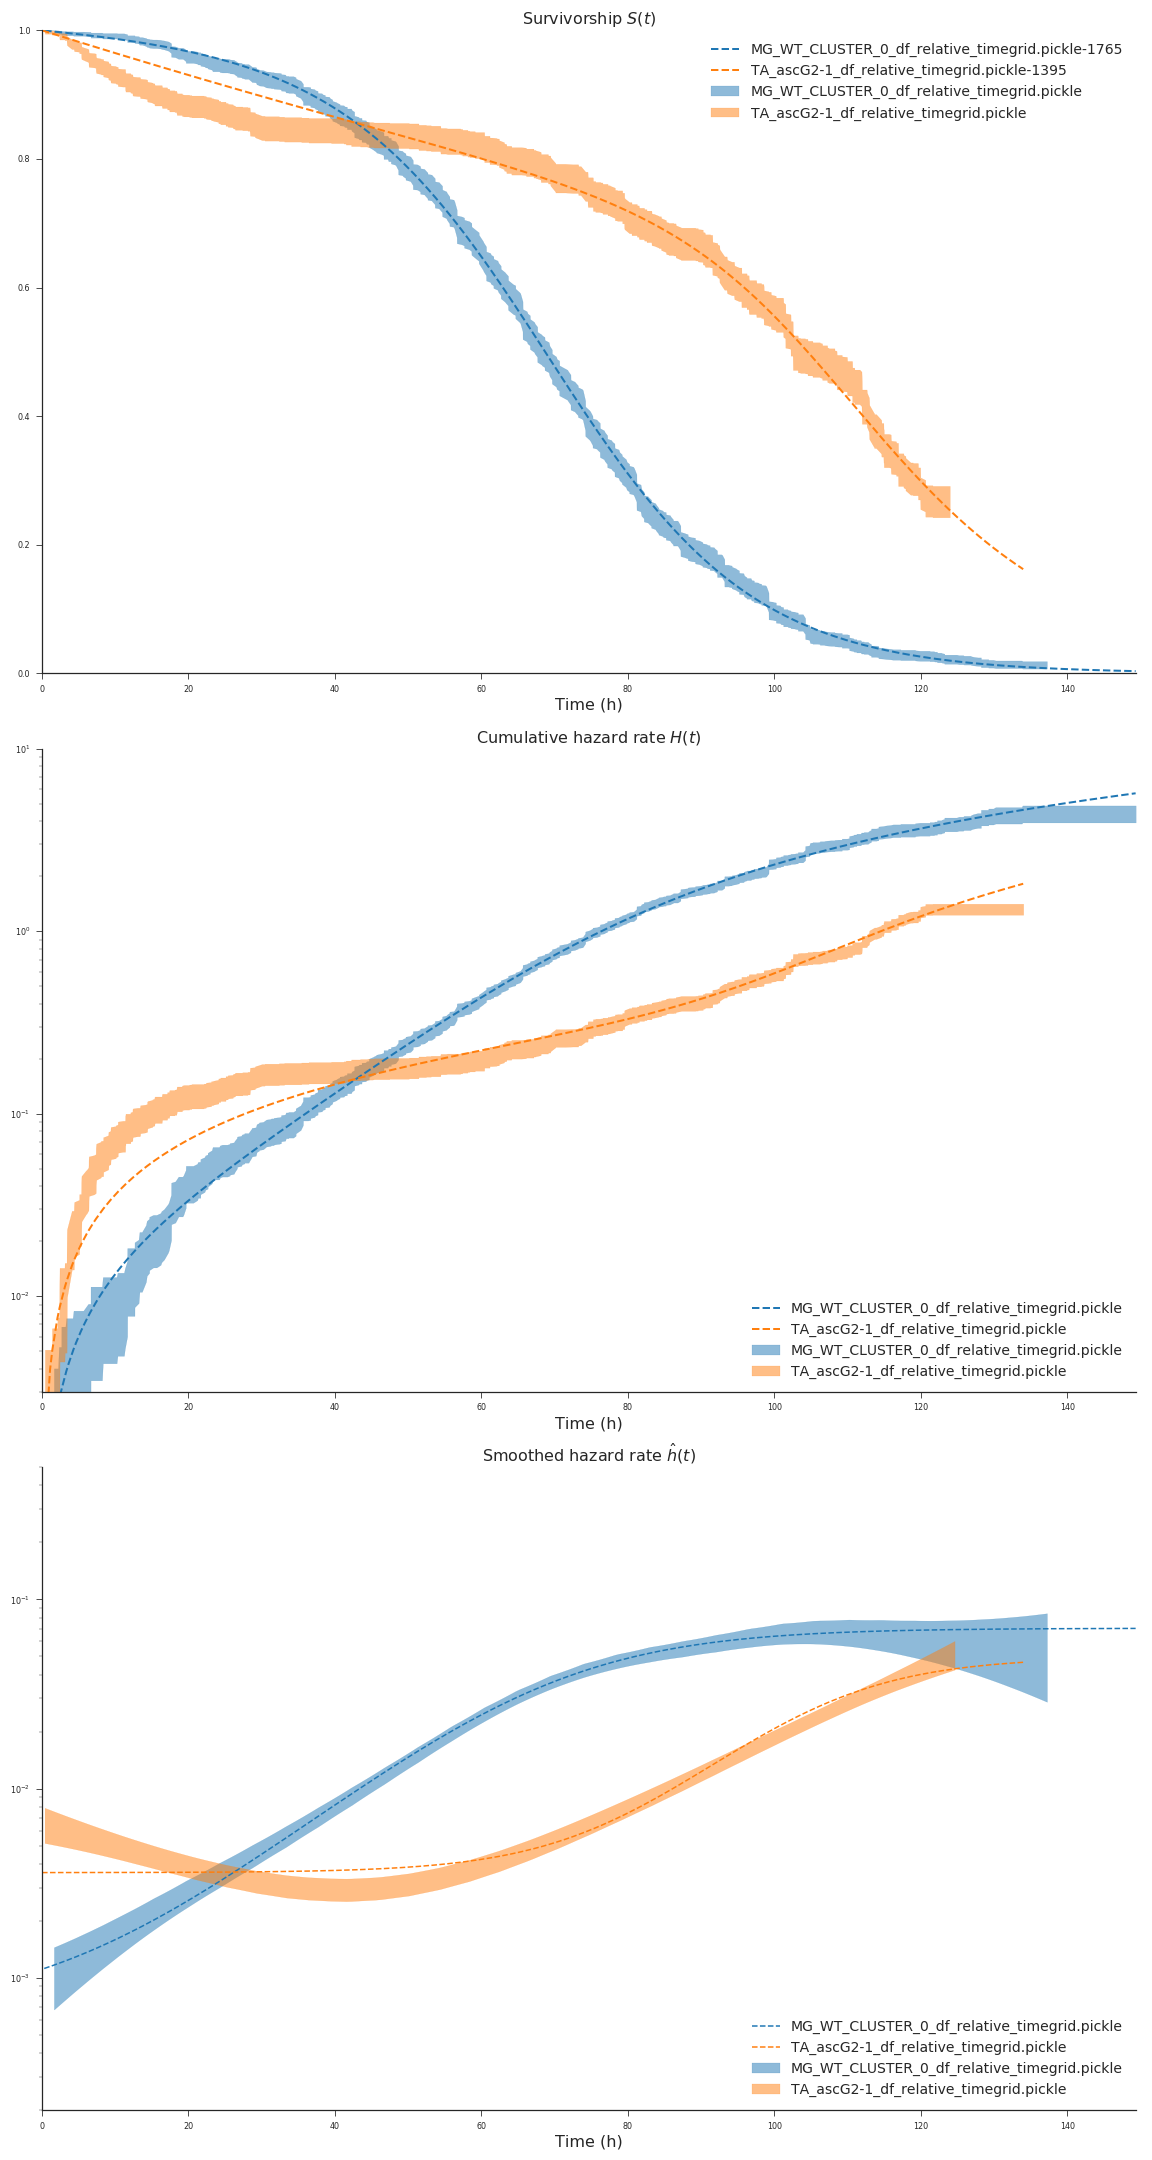 Survivorship S(t)
1.0
0.8
0.6
0.4
0.2
0.0
MG_WT_CLUSTER_0_df_relative_timegrid.pickle-1765
TA_ascG2-1_df_relative_timegrid.pickle-1395
MG_WT_CLUSTER_0_df_relative_timegrid.pickle
TA_ascG2-1_df_relative_timegrid.pickle
0 20 40 60 80 100 120 140
Time (h)
Cumulative hazard rate H(t)
10¹
10⁰
10⁻¹
10⁻²
MG_WT_CLUSTER_0_df_relative_timegrid.pickle
TA_ascG2-1_df_relative_timegrid.pickle
MG_WT_CLUSTER_0_df_relative_timegrid.pickle
TA_ascG2-1_df_relative_timegrid.pickle
0 20 40 60 80 100 120 140
Time (h)
Smoothed hazard rate ĥ(t)
10⁻¹
10⁻²
10⁻³
MG_WT_CLUSTER_0_df_relative_timegrid.pickle
TA_ascG2-1_df_relative_timegrid.pickle
MG_WT_CLUSTER_0_df_relative_timegrid.pickle
TA_ascG2-1_df_relative_timegrid.pickle
0 20 40 60 80 100 120 140
Time (h)